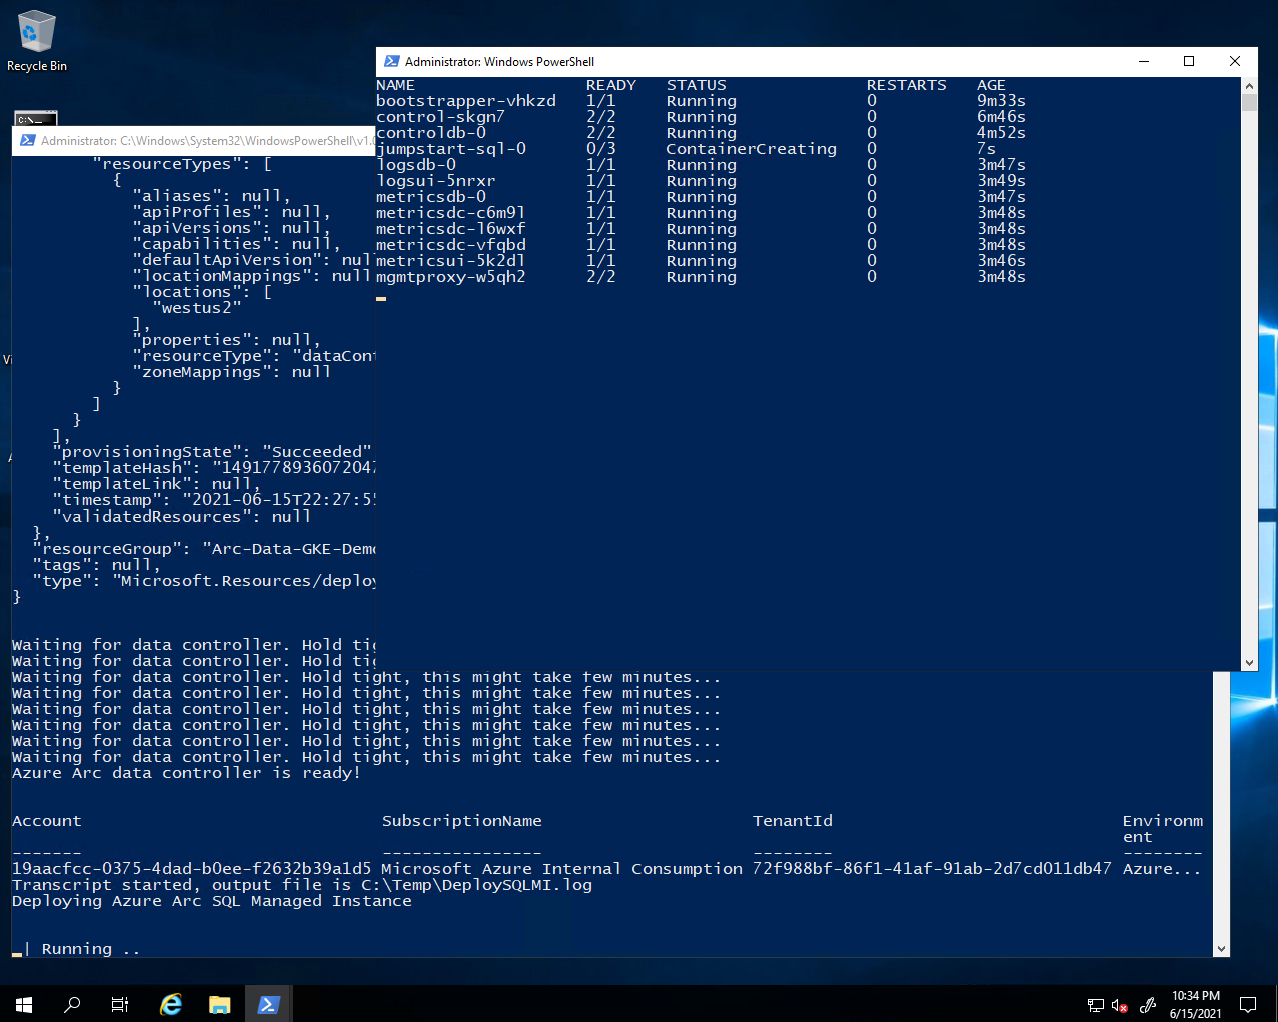 Recycle Bin
Administrator: Windows PowerShell
NAME READY STATUS RESTARTS AGE
bootstrapper-vhkzd 1/1 Running 0 9m33s
control-skgn7 2/2 Running 0 6m46s
controldb-0 2/2 Running 0 4m52s
jumpstart-sql-0 0/3 ContainerCreating 0 7s
logsdb-0 1/1 Running 0 3m47s
logsui-5nrxr 1/1 Running 0 3m49s
metricsdb-0 1/1 Running 0 3m47s
metricsdc-c6m9l 1/1 Running 0 3m48s
metricsdc-l6wxf 1/1 Running 0 3m48s
metricsdc-vfqbd 1/1 Running 0 3m48s
metricsui-5k2dl 1/1 Running 0 3m46s
mgmtproxy-w5qh2 2/2 Running 0 3m48s
Administrator: C:\Windows\System32\WindowsPowerShell\v1.0
"resourceTypes": [
{
"aliases": null,
"apiProfiles": null,
"apiVersions": null,
"capabilities": null,
"defaultApiVersion": null
"locationMappings": null
"locations": [
"westus2"
],
"properties": null,
"resourceType": "dataCont
"zoneMappings": null
}
]
}
],
"provisioningState": "Succeeded"
"templateHash": "1491778936072047
"templateLink": null,
"timestamp": "2021-06-15T22:27:55
"validatedResources": null
},
"resourceGroup": "Arc-Data-GKE-Demo
"tags": null,
"type": "Microsoft.Resources/deploy
}
Waiting for data controller. Hold tig
Waiting for data controller. Hold tig
Waiting for data controller. Hold tight, this might take few minutes...
Waiting for data controller. Hold tight, this might take few minutes...
Waiting for data controller. Hold tight, this might take few minutes...
Waiting for data controller. Hold tight, this might take few minutes...
Waiting for data controller. Hold tight, this might take few minutes...
Waiting for data controller. Hold tight, this might take few minutes...
Azure Arc data controller is ready!
Account SubscriptionName TenantId Environm
ent
------- ---------------- -------- --------
19aacfcc-0375-4dad-b0ee-f2632b39a1d5 Microsoft Azure Internal Consumption 72f988bf-86f1-41af-91ab-2d7cd011db47 Azure...
Transcript started, output file is C:\Temp\DeploySQLMI.log
Deploying Azure Arc SQL Managed Instance
| Running ..
10:34 PM
6/15/2021